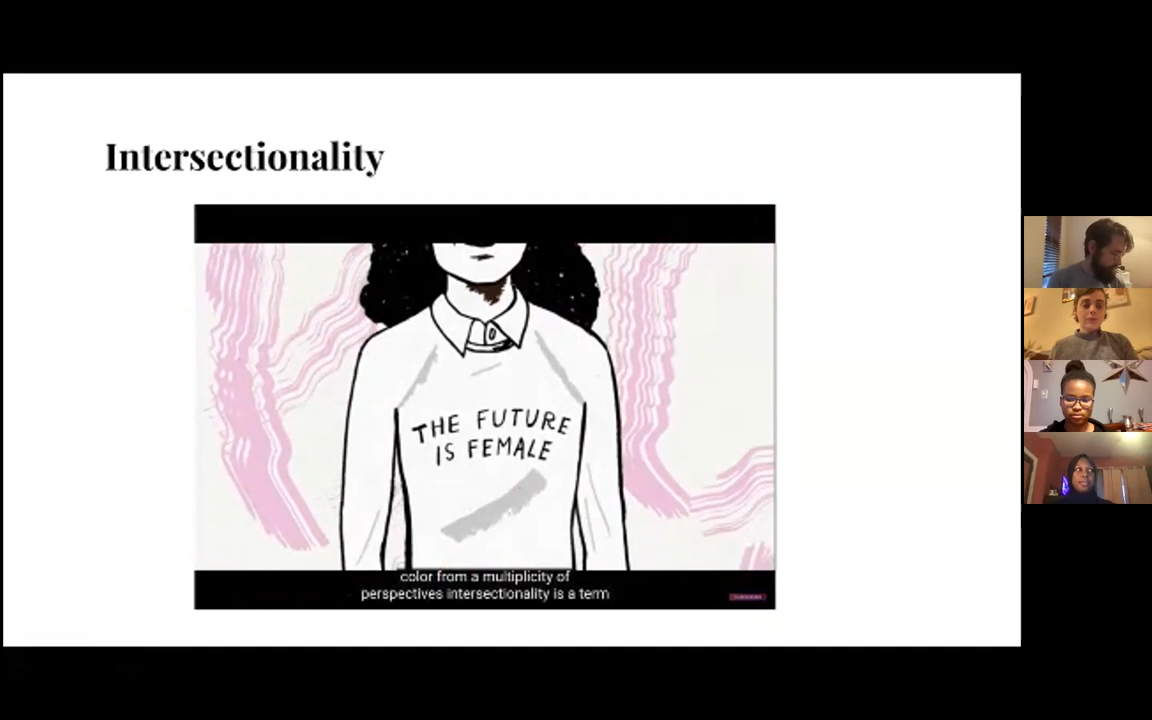 Intersectionality
THE FUTURE
IS FEMALE
color from a multiplicity of
perspectives intersectionality is a term